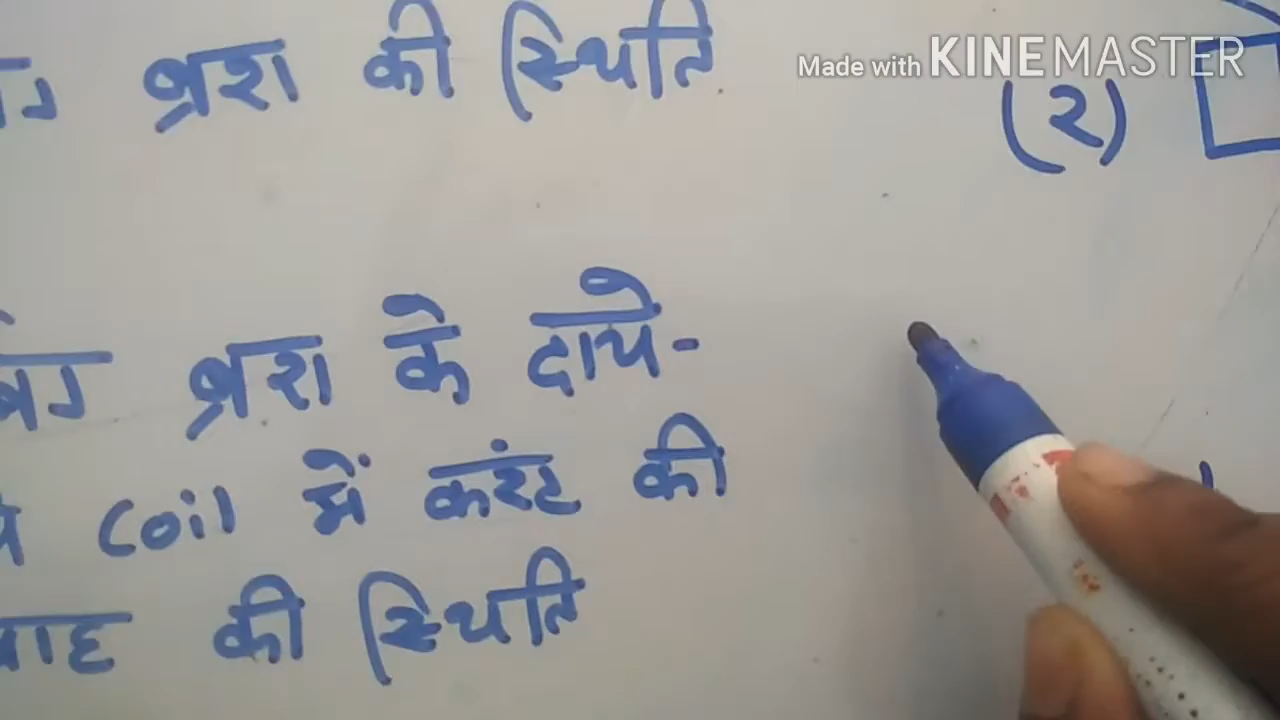 ब्रश की स्थिति
Made with KINEMASTER
(२)
ब्रश के दाये-
coil में करंट की
की स्थिति